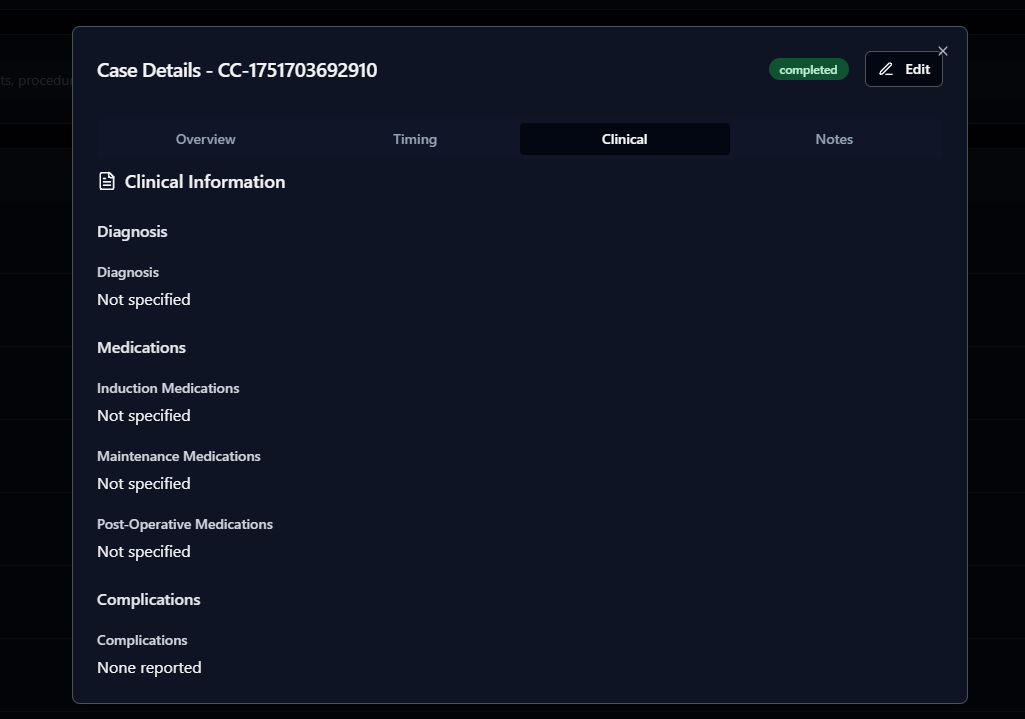 ts, procedu
Case Details - CC-1751703692910
completed
Edit
Overview
Timing
Clinical
Notes
Clinical Information
Diagnosis
Diagnosis
Not specified
Medications
Induction Medications
Not specified
Maintenance Medications
Not specified
Post-Operative Medications
Not specified
Complications
Complications
None reported